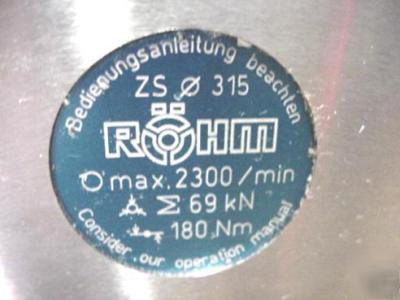 Bedienungsanleitung beachten
ZS ⌀ 315
RÖHM
max. 2300/min
Σ 69 kN
180 Nm
Consider our operation manual